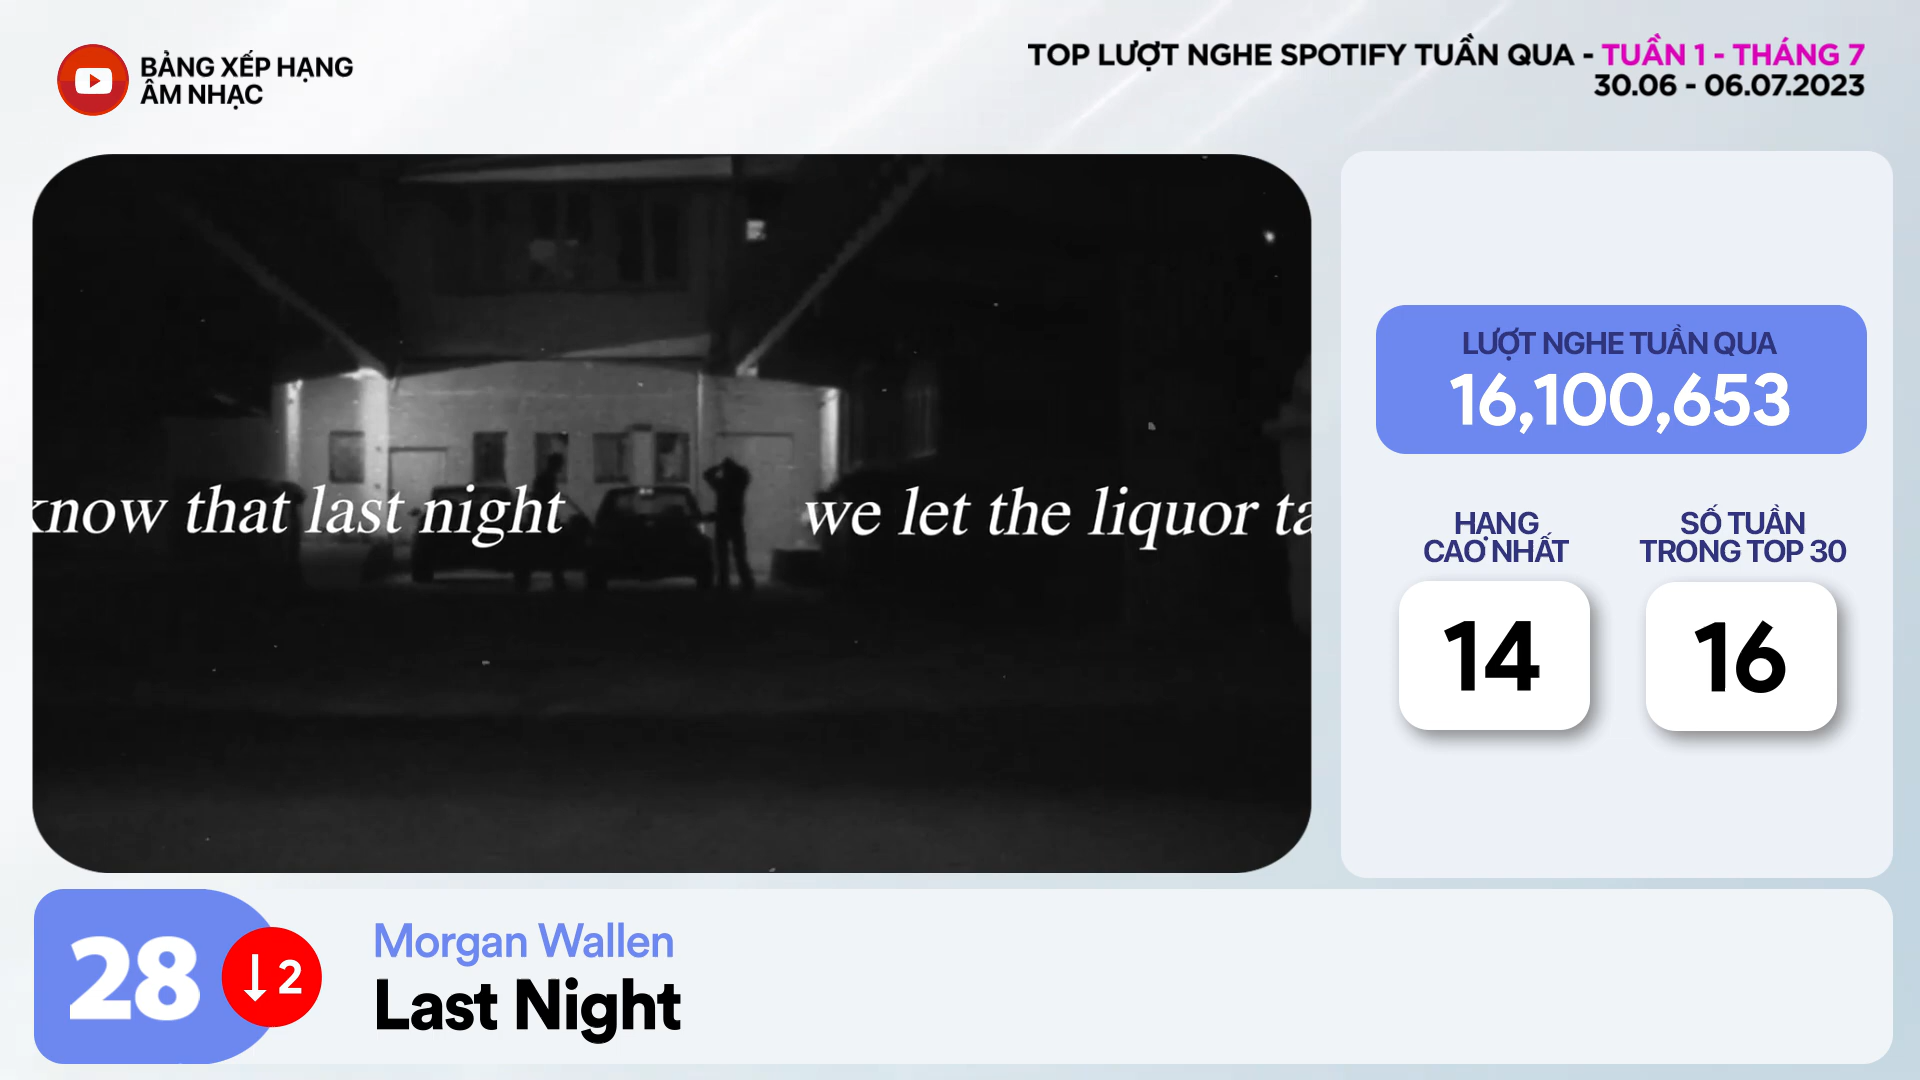 BẢNG XẾP HẠNG
ÂM NHẠC
TOP LƯỢT NGHE SPOTIFY TUẦN QUA - TUẦN 1 - THÁNG 7
30.06 - 06.07.2023
know that last night we let the liquor ta
LƯỢT NGHE TUẦN QUA
16,100,653
HẠNG
CAO NHẤT
14
SỐ TUẦN
TRONG TOP 30
16
28
↓2
Morgan Wallen
Last Night